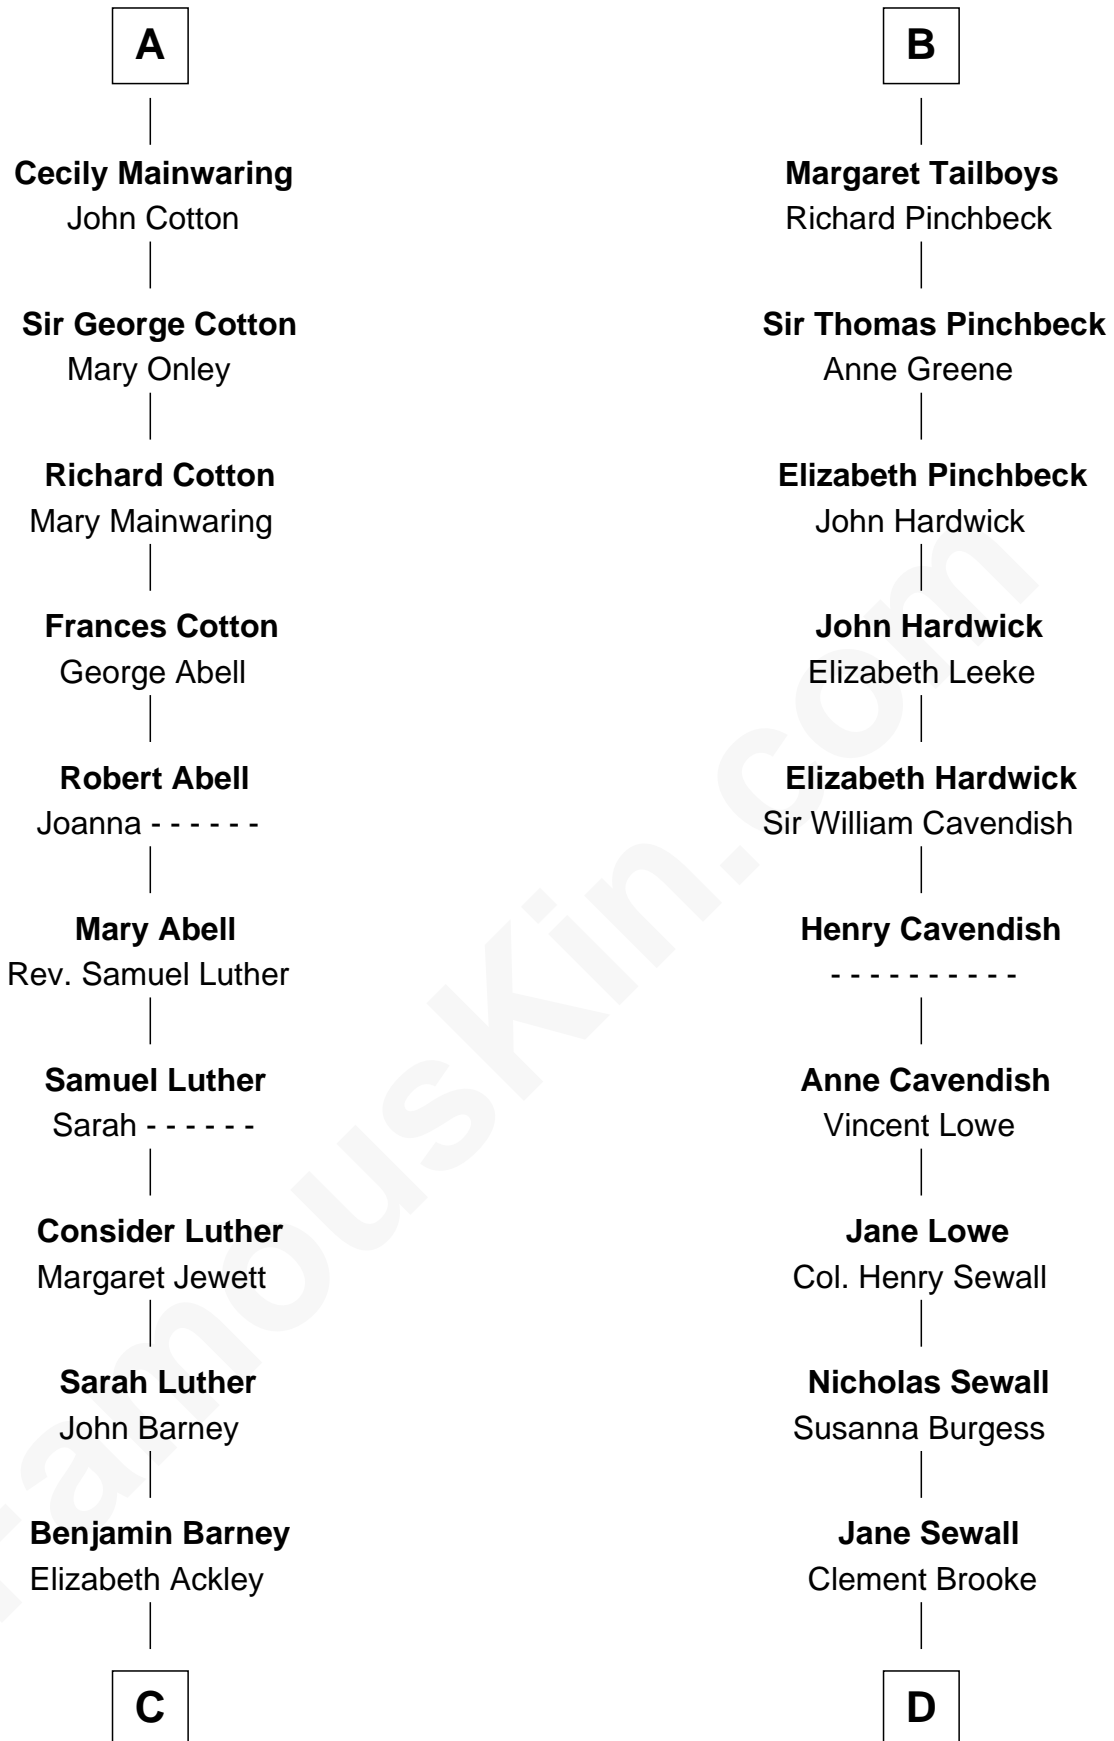 A
Cecily Mainwaring
John Cotton
Sir George Cotton
Mary Onley
Richard Cotton
Mary Mainwaring
Frances Cotton
George Abell
Robert Abell
Joanna - - - - - -
Mary Abell
Rev. Samuel Luther
Samuel Luther
Sarah - - - - - -
Consider Luther
Margaret Jewett
Sarah Luther
John Barney
Benjamin Barney
Elizabeth Ackley
C
B
Margaret Tailboys
Richard Pinchbeck
Sir Thomas Pinchbeck
Anne Greene
Elizabeth Pinchbeck
John Hardwick
John Hardwick
Elizabeth Leeke
Elizabeth Hardwick
Sir William Cavendish
Henry Cavendish
- - - - - - - - - -
Anne Cavendish
Vincent Lowe
Jane Lowe
Col. Henry Sewall
Nicholas Sewall
Susanna Burgess
Jane Sewall
Clement Brooke
D
FamousKin.com